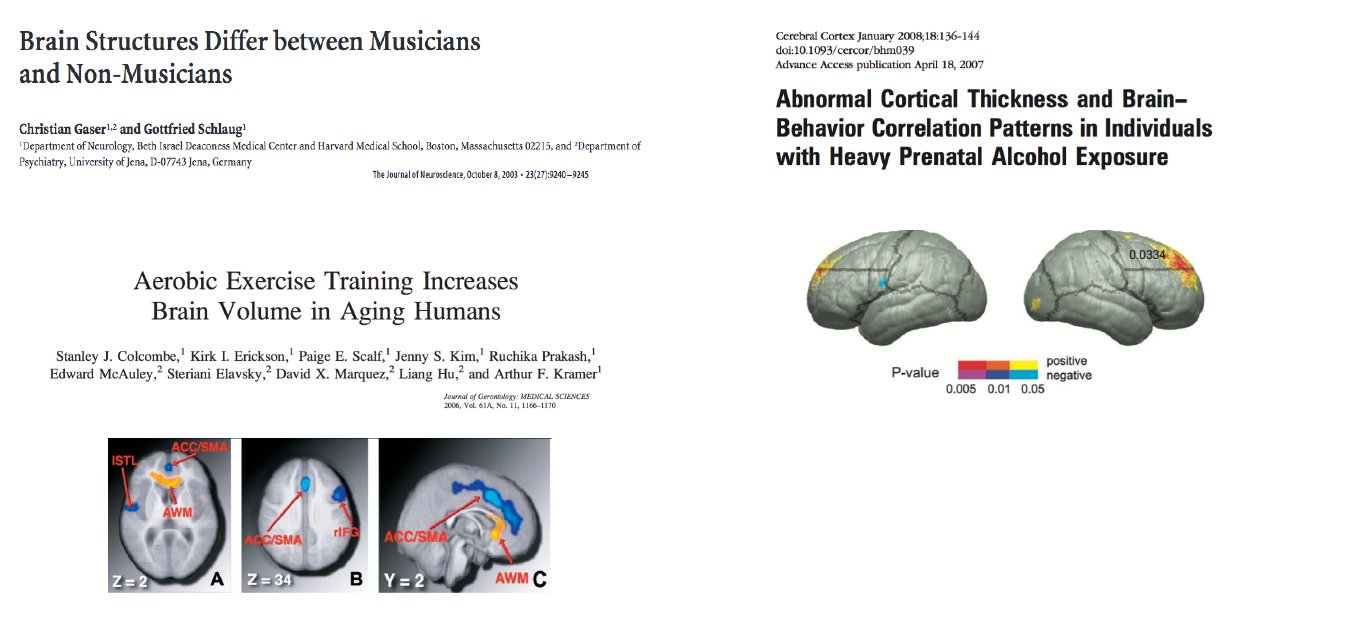 Brain Structures Differ between Musicians
and Non-Musicians
Christian Gaser1,2 and Gottfried Schlaug1
1Department of Neurology, Beth Israel Deaconess Medical Center and Harvard Medical School, Boston, Massachusetts 02215, and 2Department of
Psychiatry, University of Jena, D-07743 Jena, Germany
The Journal of Neuroscience, October 8, 2003 • 23(27):9240–9245
Aerobic Exercise Training Increases
Brain Volume in Aging Humans
Stanley J. Colcombe,1 Kirk I. Erickson,1 Paige E. Scalf,1 Jenny S. Kim,1 Ruchika Prakash,1
Edward McAuley,2 Steriani Elavsky,2 David X. Marquez,2 Liang Hu,2 and Arthur F. Kramer1
Journal of Gerontology: MEDICAL SCIENCES
2006, Vol. 61A, No. 11, 1166–1170
ACC/SMA
lSTL
AWM
Z = 2 A
ACC/SMA
rIFG
Z = 34 B
ACC/SMA
AWM
Y = 2 C
Cerebral Cortex January 2008;18:136-144
doi:10.1093/cercor/bhm039
Advance Access publication April 18, 2007
Abnormal Cortical Thickness and Brain–
Behavior Correlation Patterns in Individuals
with Heavy Prenatal Alcohol Exposure
0.0334
P-value
positive
negative
0.005 0.01 0.05